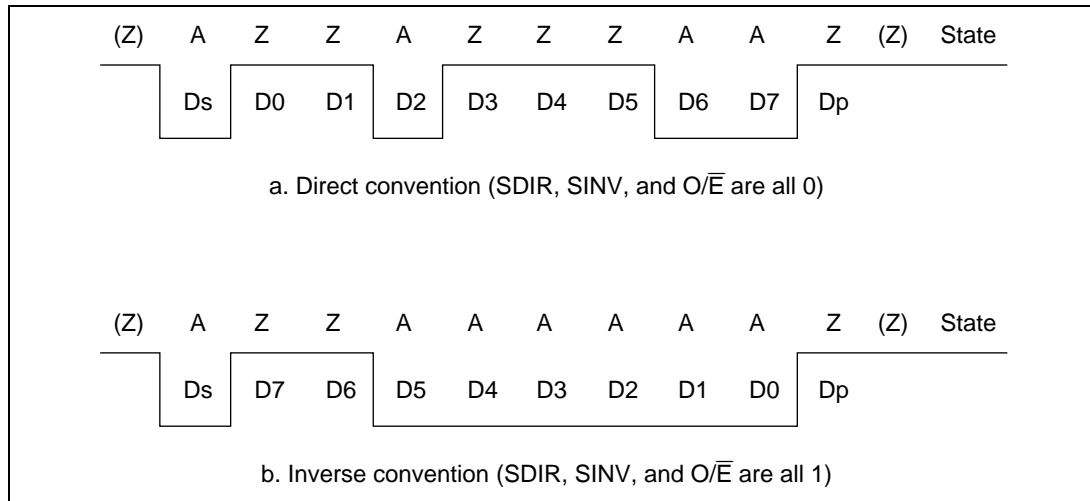 (Z) A Z Z A Z Z Z A A Z (Z) State
Ds D0 D1 D2 D3 D4 D5 D6 D7 Dp
a. Direct convention (SDIR, SINV, and O/E̅ are all 0)
(Z) A Z Z A A A A A A Z (Z) State
Ds D7 D6 D5 D4 D3 D2 D1 D0 Dp
b. Inverse convention (SDIR, SINV, and O/E̅ are all 1)